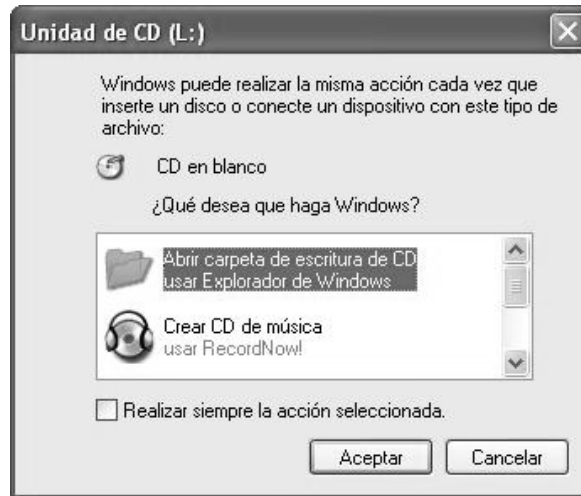 Unidad de CD (L:)
Windows puede realizar la misma acción cada vez que
inserte un disco o conecte un dispositivo con este tipo de
archivo:
CD en blanco
¿Qué desea que haga Windows?
Abrir carpeta de escritura de CD
usar Explorador de Windows
Crear CD de música
usar RecordNow!
Realizar siempre la acción seleccionada.
Aceptar
Cancelar